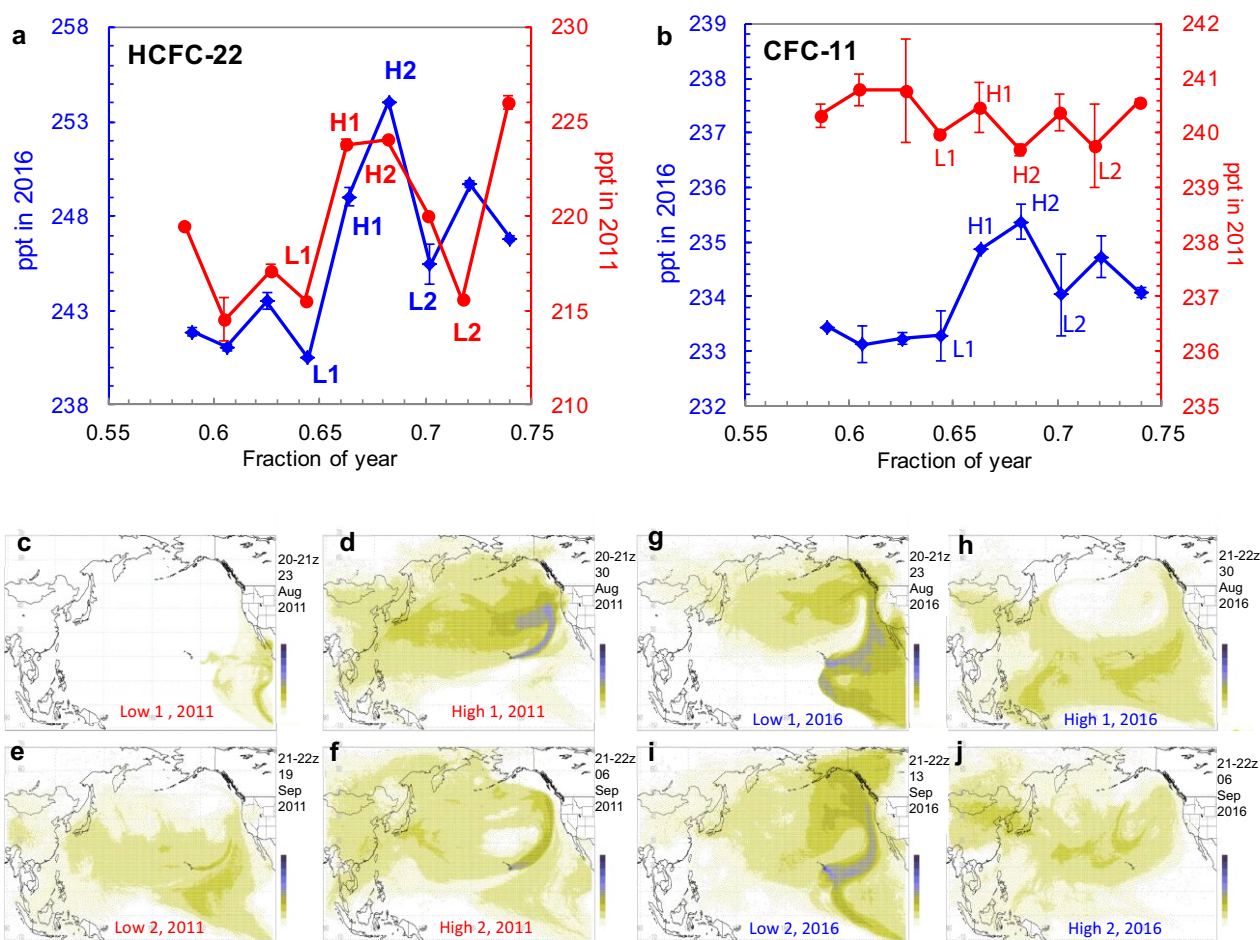 a
HCFC-22
258
253
248
243
238
ppt in 2016
230
225
220
215
210
ppt in 2011
H2
H1
H2
H1
L1
L1
L2
L2
0.55
0.6
0.65
0.7
0.75
Fraction of year
b
CFC-11
239
238
237
236
235
234
233
232
ppt in 2016
242
241
240
239
238
237
236
235
ppt in 2011
H1
L1
H2
H2
H1
L1
L2
L2
0.55
0.6
0.65
0.7
0.75
Fraction of year
c
20-21z
23
Aug
2011
Low 1 , 2011
d
20-21z
30
Aug
2011
High 1, 2011
g
20-21z
23
Aug
2016
Low 1, 2016
h
21-22z
30
Aug
2016
High 1, 2016
e
21-22z
19
Sep
2011
Low 2, 2011
f
21-22z
06
Sep
2011
High 2, 2011
i
21-22z
13
Sep
2016
Low 2, 2016
j
21-22z
06
Sep
2016
High 2, 2016